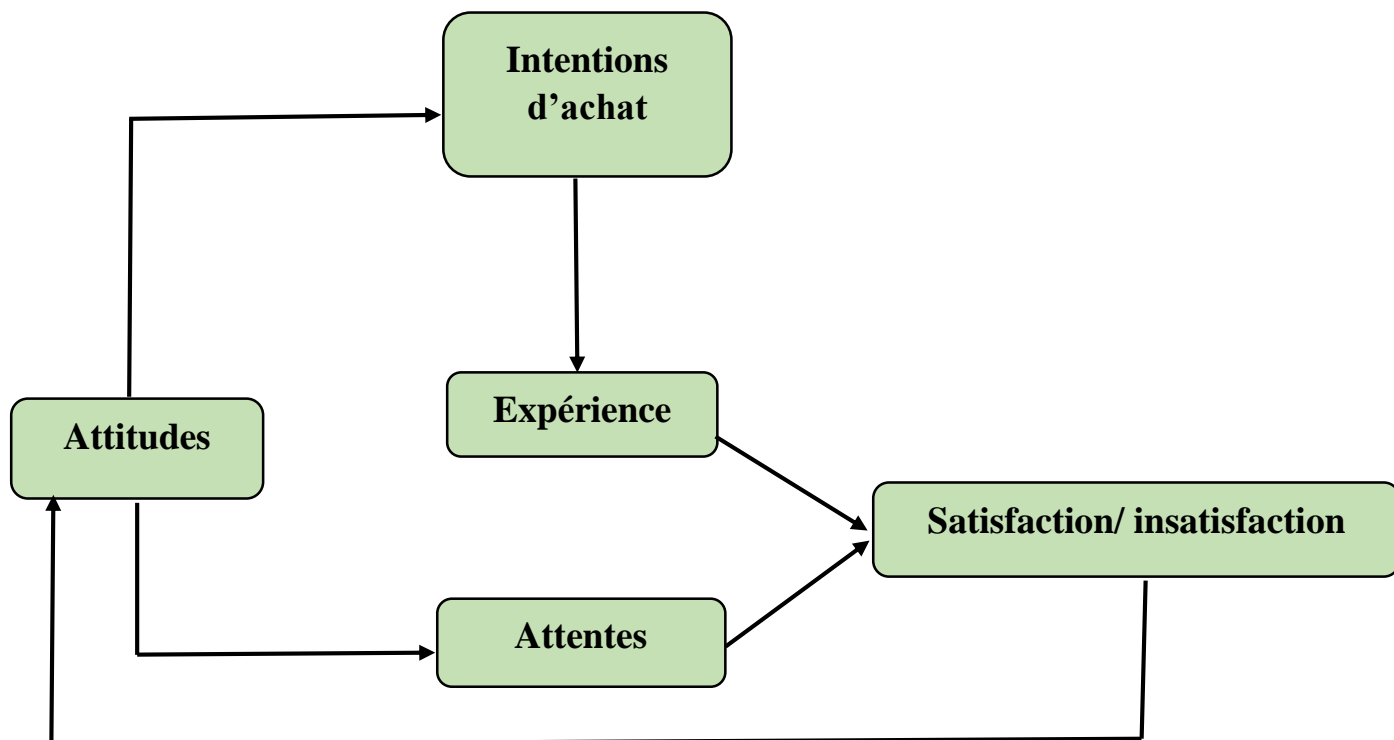 Intentions
d’achat
Expérience
Attitudes
Satisfaction/ insatisfaction
Attentes